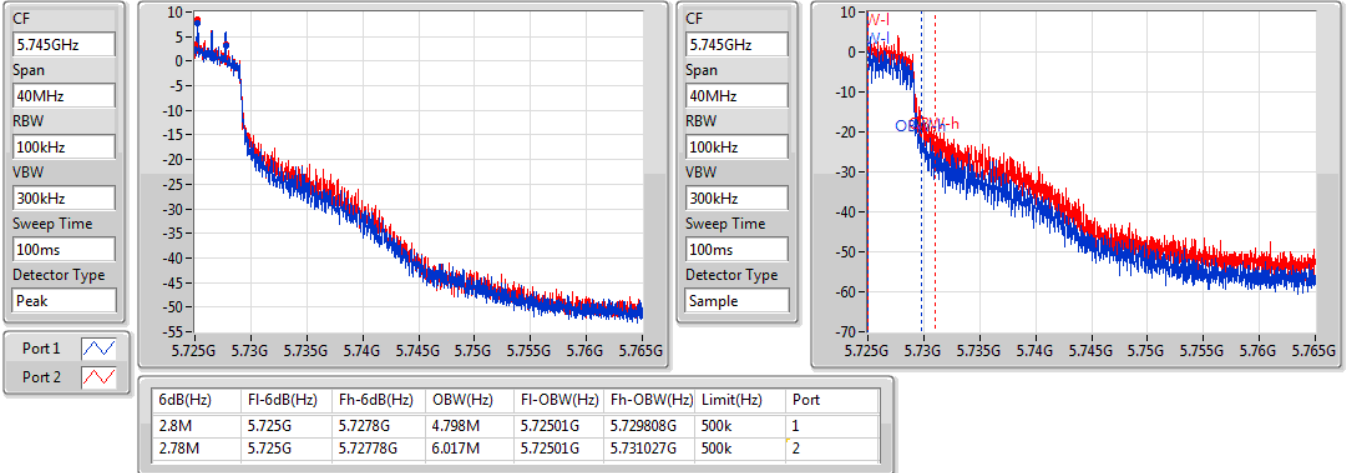 CF
5.745GHz
Span
40MHz
RBW
100kHz
VBW
300kHz
Sweep Time
100ms
Detector Type
Peak
10
5
0
-5
-10
-15
-20
-25
-30
-35
-40
-45
-50
-55
5.725G 5.73G 5.735G 5.74G 5.745G 5.75G 5.755G 5.76G 5.765G
CF
5.745GHz
Span
40MHz
RBW
100kHz
VBW
300kHz
Sweep Time
100ms
Detector Type
Sample
10
0
-10
-20
-30
-40
-50
-60
-70
W-l
W-l
5.725G 5.73G 5.735G 5.74G 5.745G 5.75G 5.755G 5.76G 5.765G
Port 1
Port 2
6dB(Hz) Fl-6dB(Hz) Fh-6dB(Hz) OBW(Hz) Fl-OBW(Hz) Fh-OBW(Hz) Limit(Hz) Port
2.8M 5.725G 5.7278G 4.798M 5.72501G 5.729808G 500k 1
2.78M 5.725G 5.72778G 6.017M 5.72501G 5.731027G 500k 2